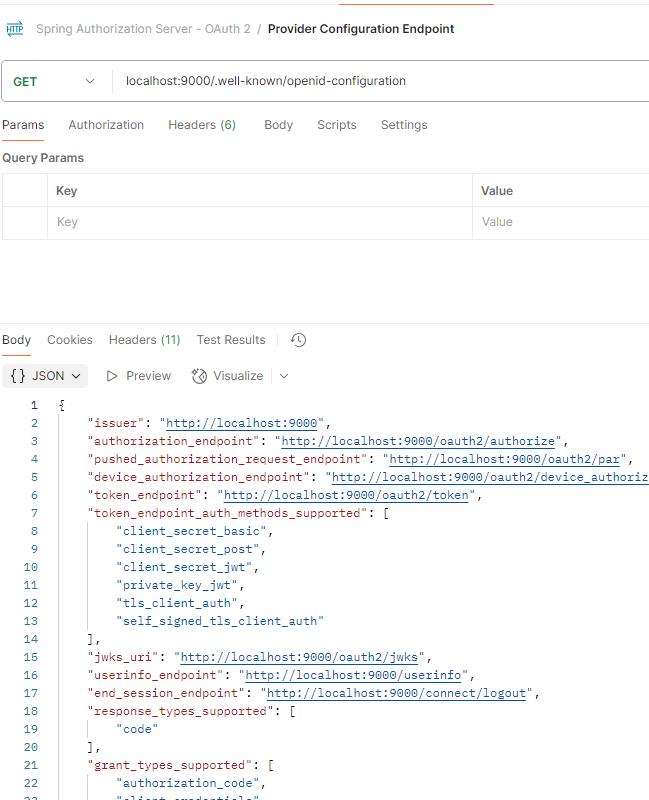 HTTP Spring Authorization Server - OAuth 2 / Provider Configuration Endpoint
GET localhost:9000/.well-known/openid-configuration
Params Authorization Headers (6) Body Scripts Settings
Query Params
Key Value
Key Value
Body Cookies Headers (11) Test Results
{} JSON Preview Visualize
1 {
2 "issuer": "http://localhost:9000",
3 "authorization_endpoint": "http://localhost:9000/oauth2/authorize",
4 "pushed_authorization_request_endpoint": "http://localhost:9000/oauth2/par",
5 "device_authorization_endpoint": "http://localhost:9000/oauth2/device_authoriz
6 "token_endpoint": "http://localhost:9000/oauth2/token",
7 "token_endpoint_auth_methods_supported": [
8 "client_secret_basic",
9 "client_secret_post",
10 "client_secret_jwt",
11 "private_key_jwt",
12 "tls_client_auth",
13 "self_signed_tls_client_auth"
14 ],
15 "jwks_uri": "http://localhost:9000/oauth2/jwks",
16 "userinfo_endpoint": "http://localhost:9000/userinfo",
17 "end_session_endpoint": "http://localhost:9000/connect/logout",
18 "response_types_supported": [
19 "code"
20 ],
21 "grant_types_supported": [
22 "authorization_code",